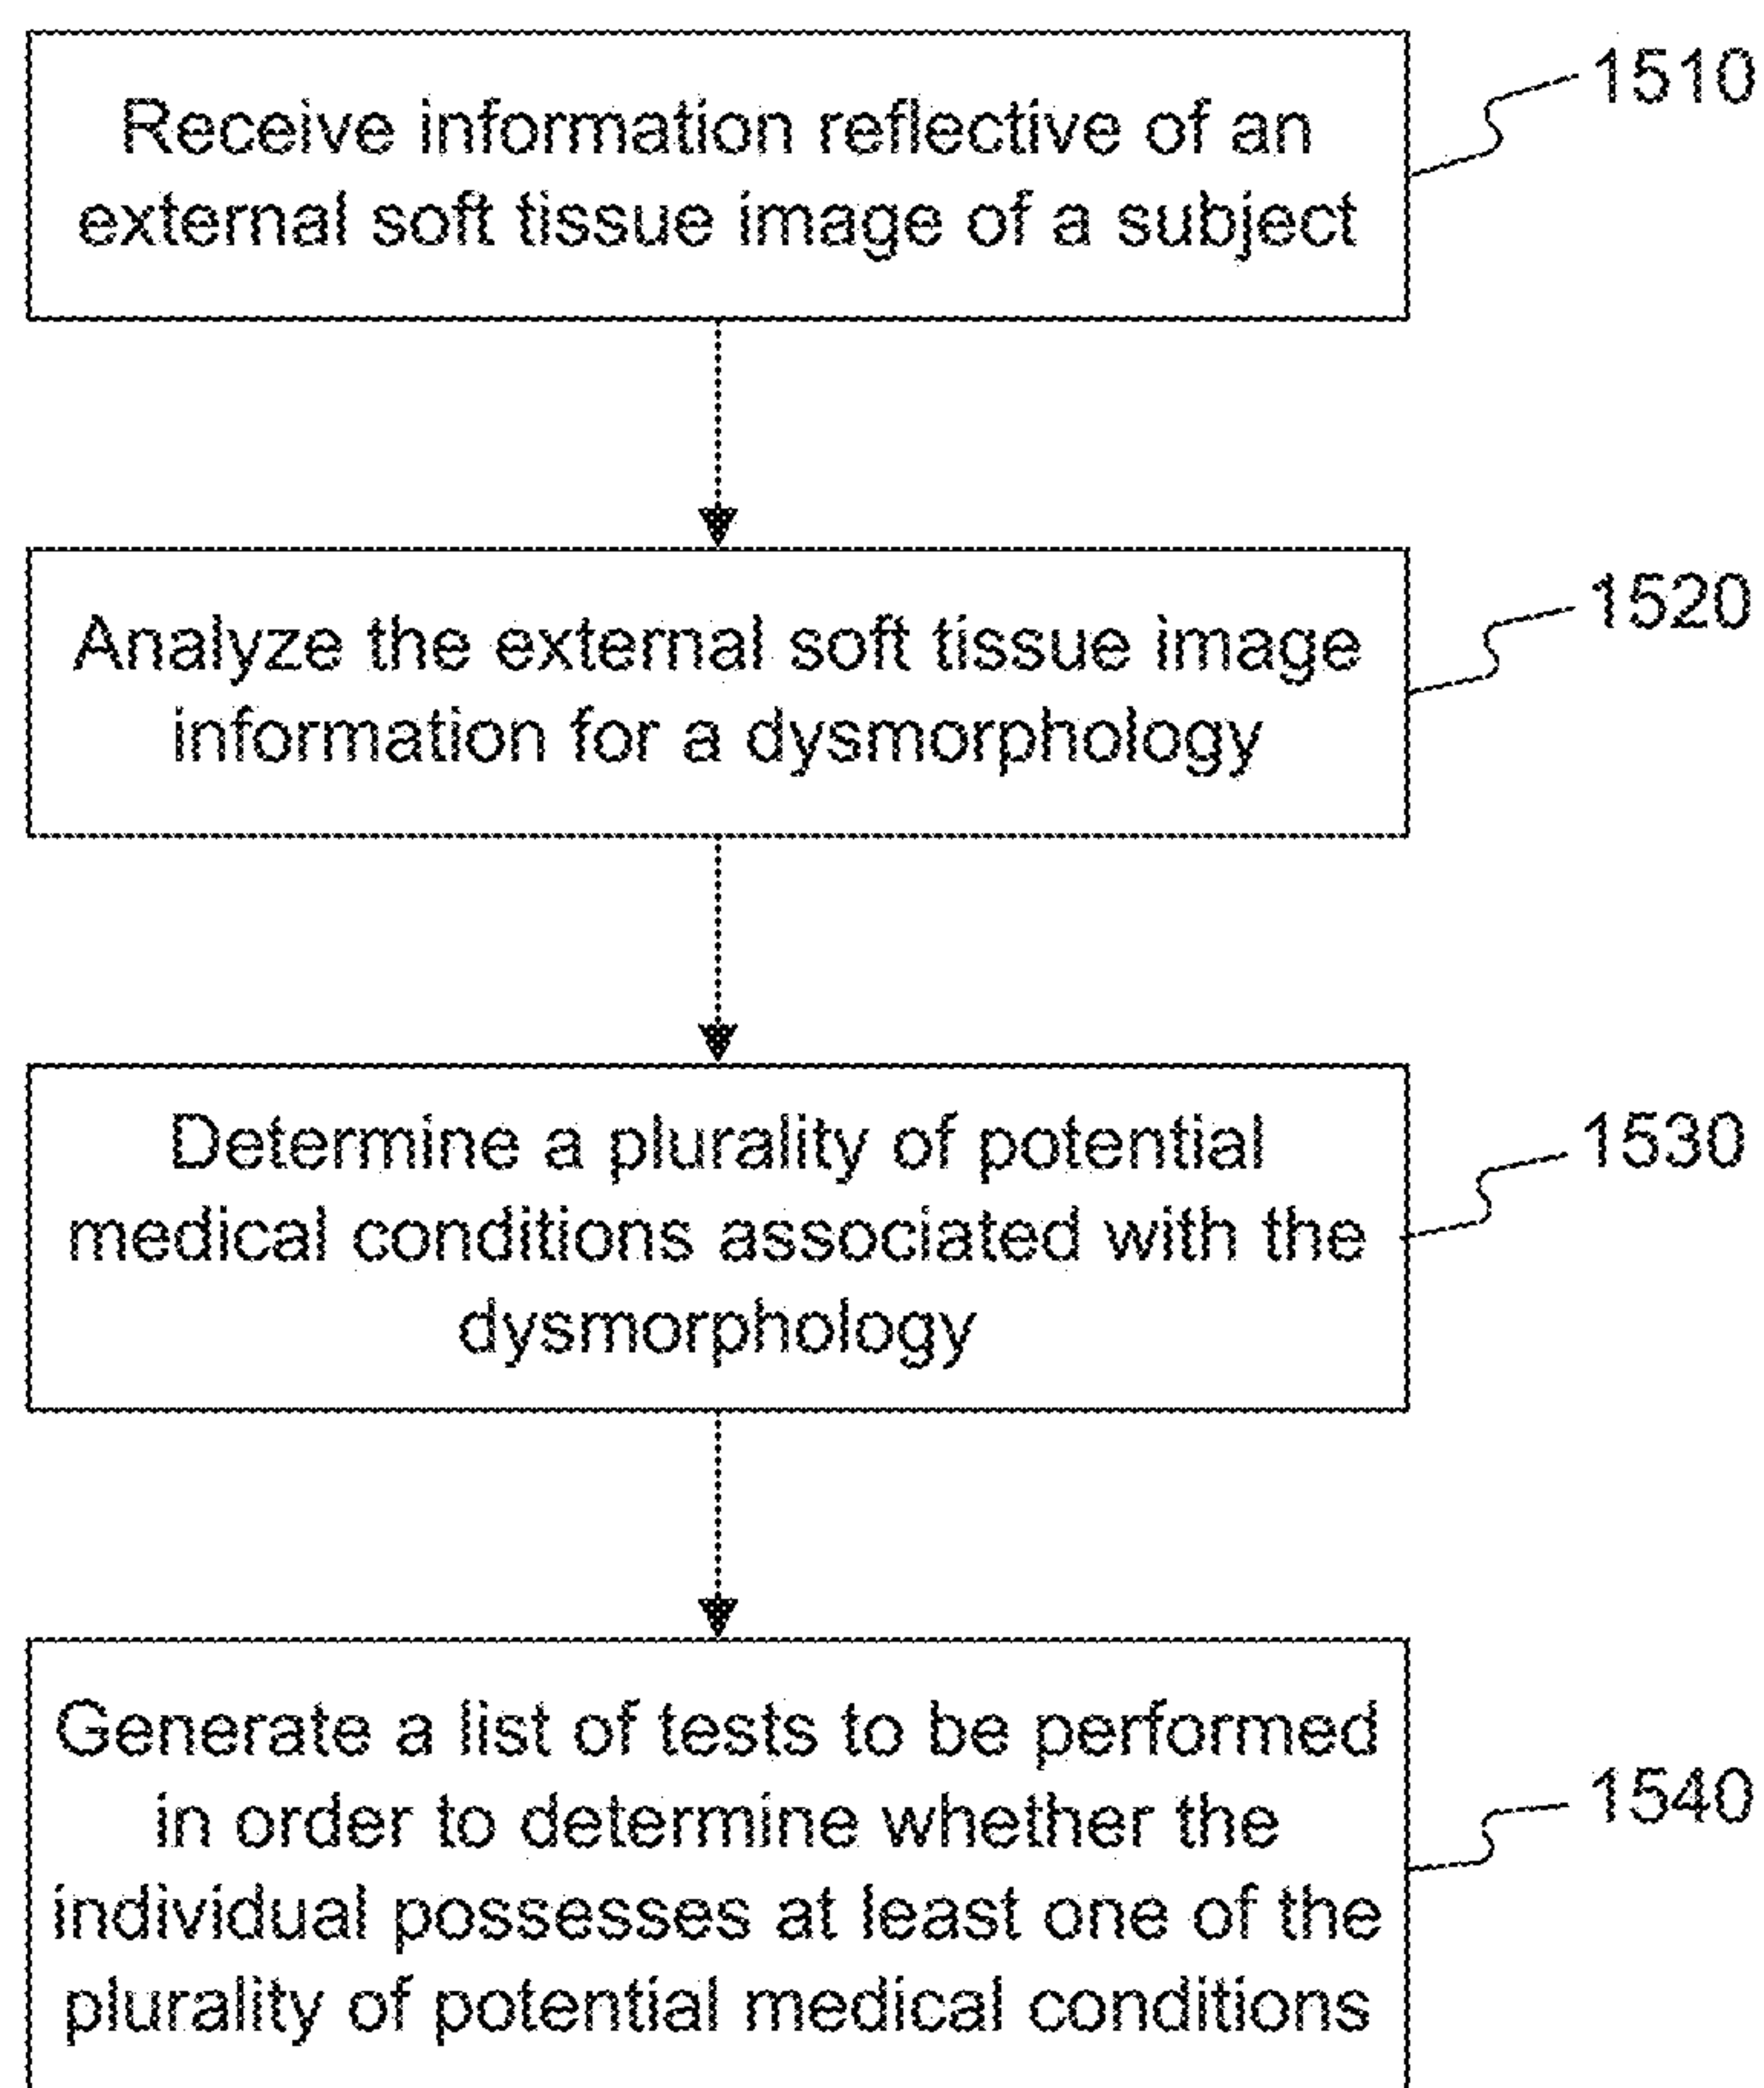 Receive information reflective of an
external soft tissue image of a subject
1510
Analyze the external soft tissue image
information for a dysmorphology
1520
Determine a plurality of potential
medical conditions associated with the
dysmorphology
1530
Generate a list of tests to be performed
in order to determine whether the
individual possesses at least one of the
plurality of potential medical conditions
1540